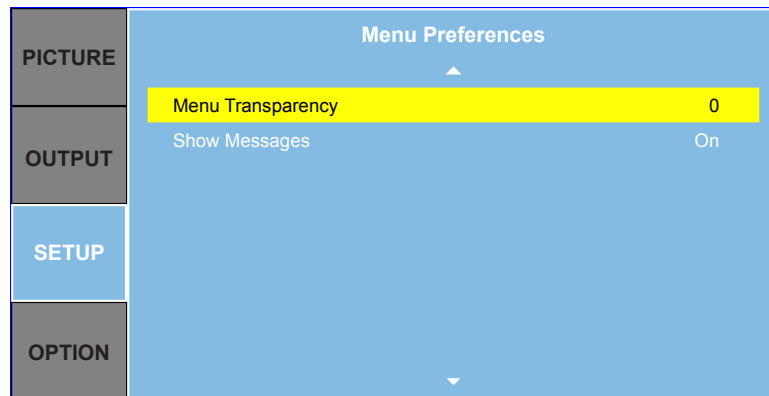 PICTURE
OUTPUT
SETUP
OPTION
Menu Preferences
Menu Transparency 0
Show Messages On